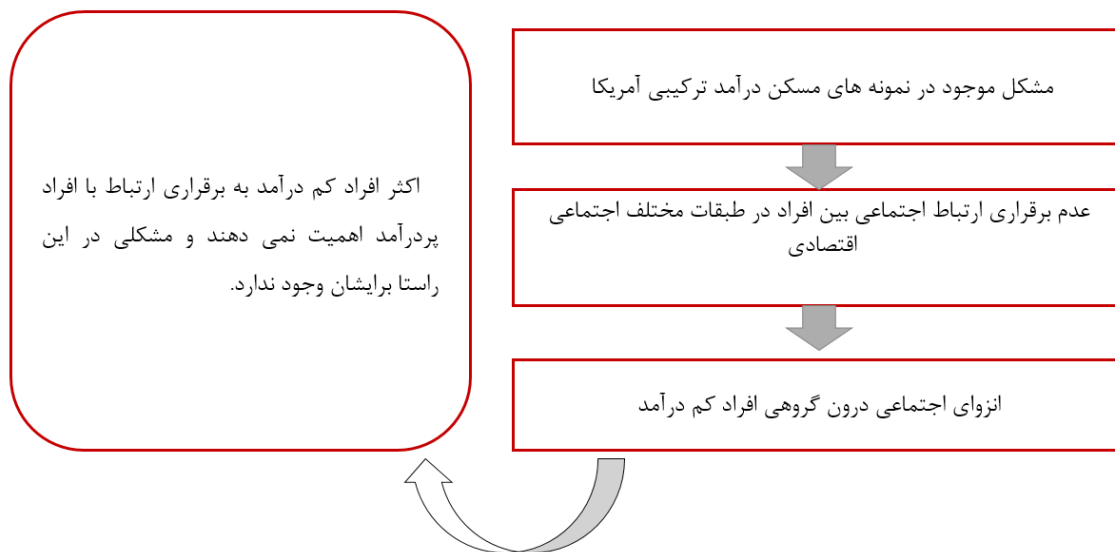 مشکل موجود در نمونه های مسکن درآمد ترکیبی آمریکا
عدم برقراری ارتباط اجتماعی بین افراد در طبقات مختلف اجتماعی
اقتصادی
انزوای اجتماعی درون گروهی افراد کم درآمد
اکثر افراد کم درآمد به برقراری ارتباط با افراد
پردرآمد اهمیت نمی دهند و مشکلی در این
راستا برایشان وجود ندارد.